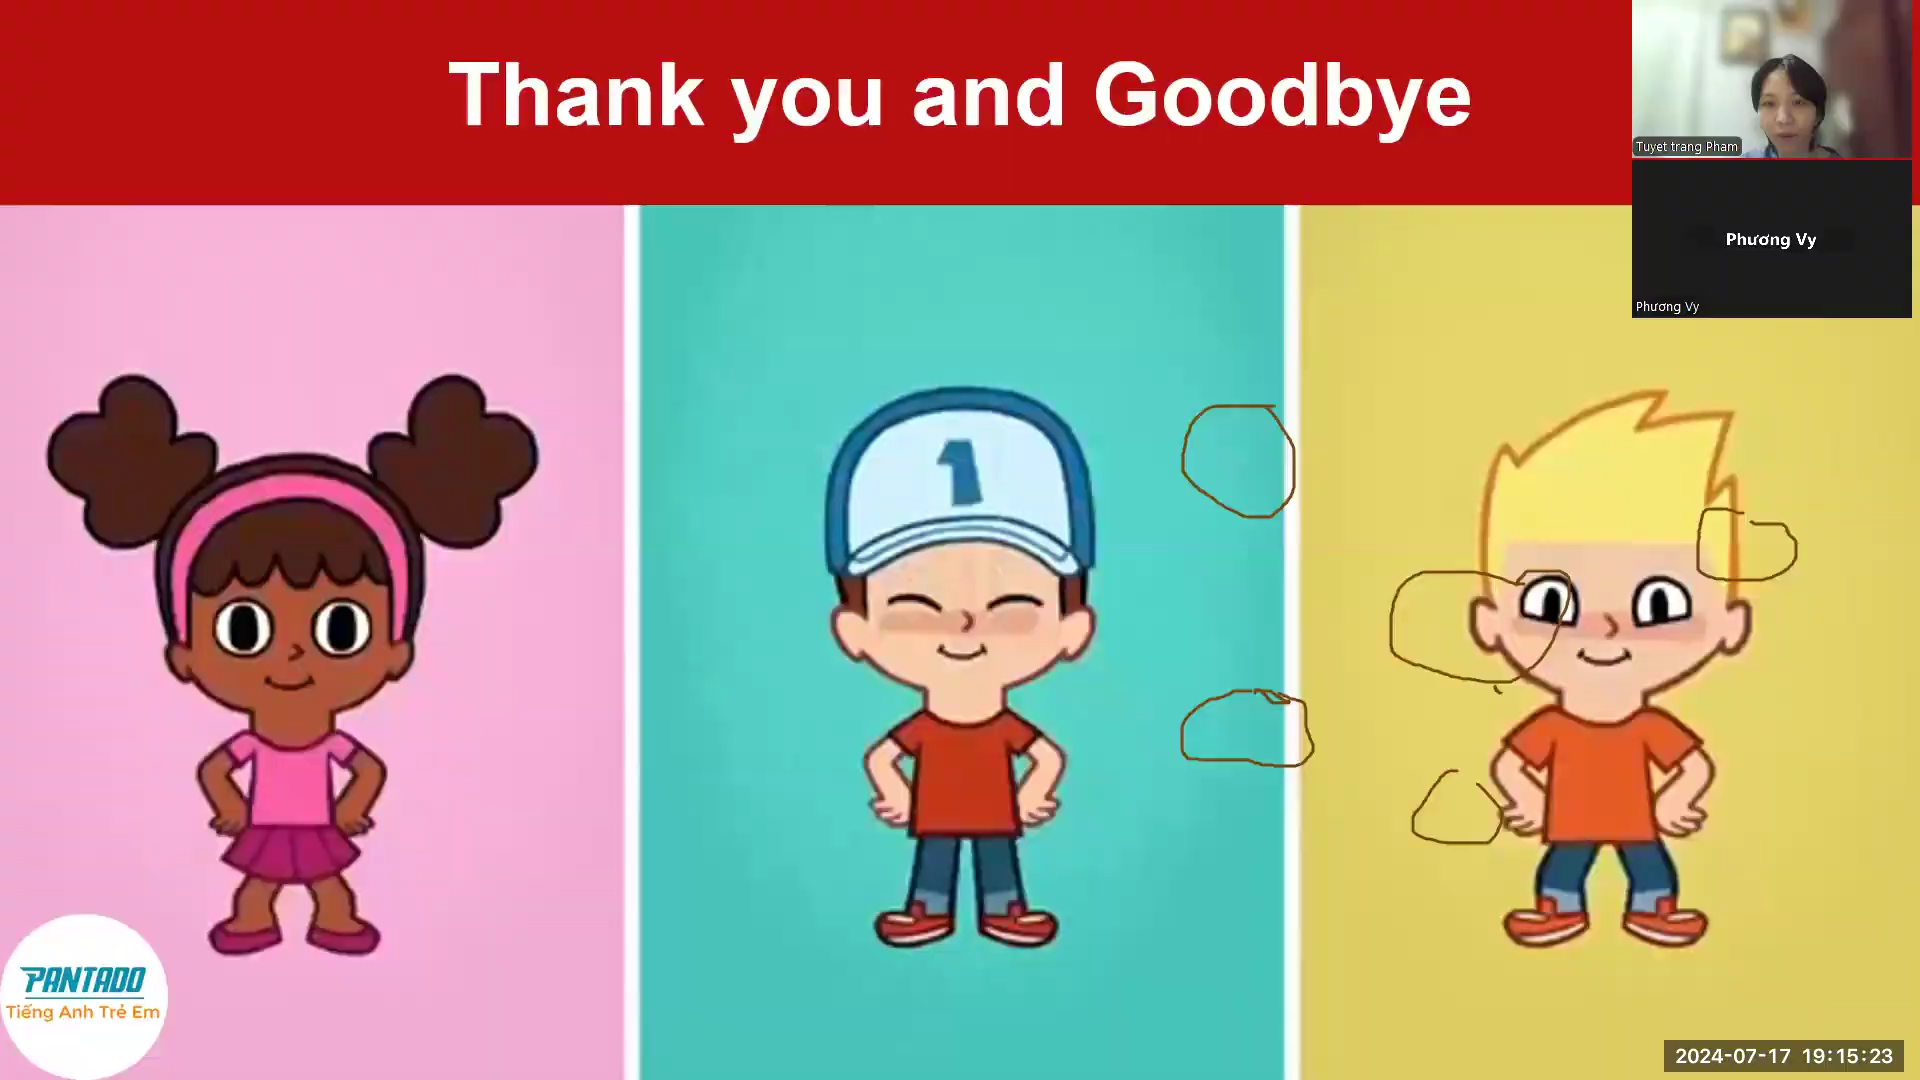 Thank you and Goodbye
Tuyet trang Pham
Phương Vy
Phương Vy
1
PANTADO
Tiếng Anh Trẻ Em
2024-07-17 19:15:23